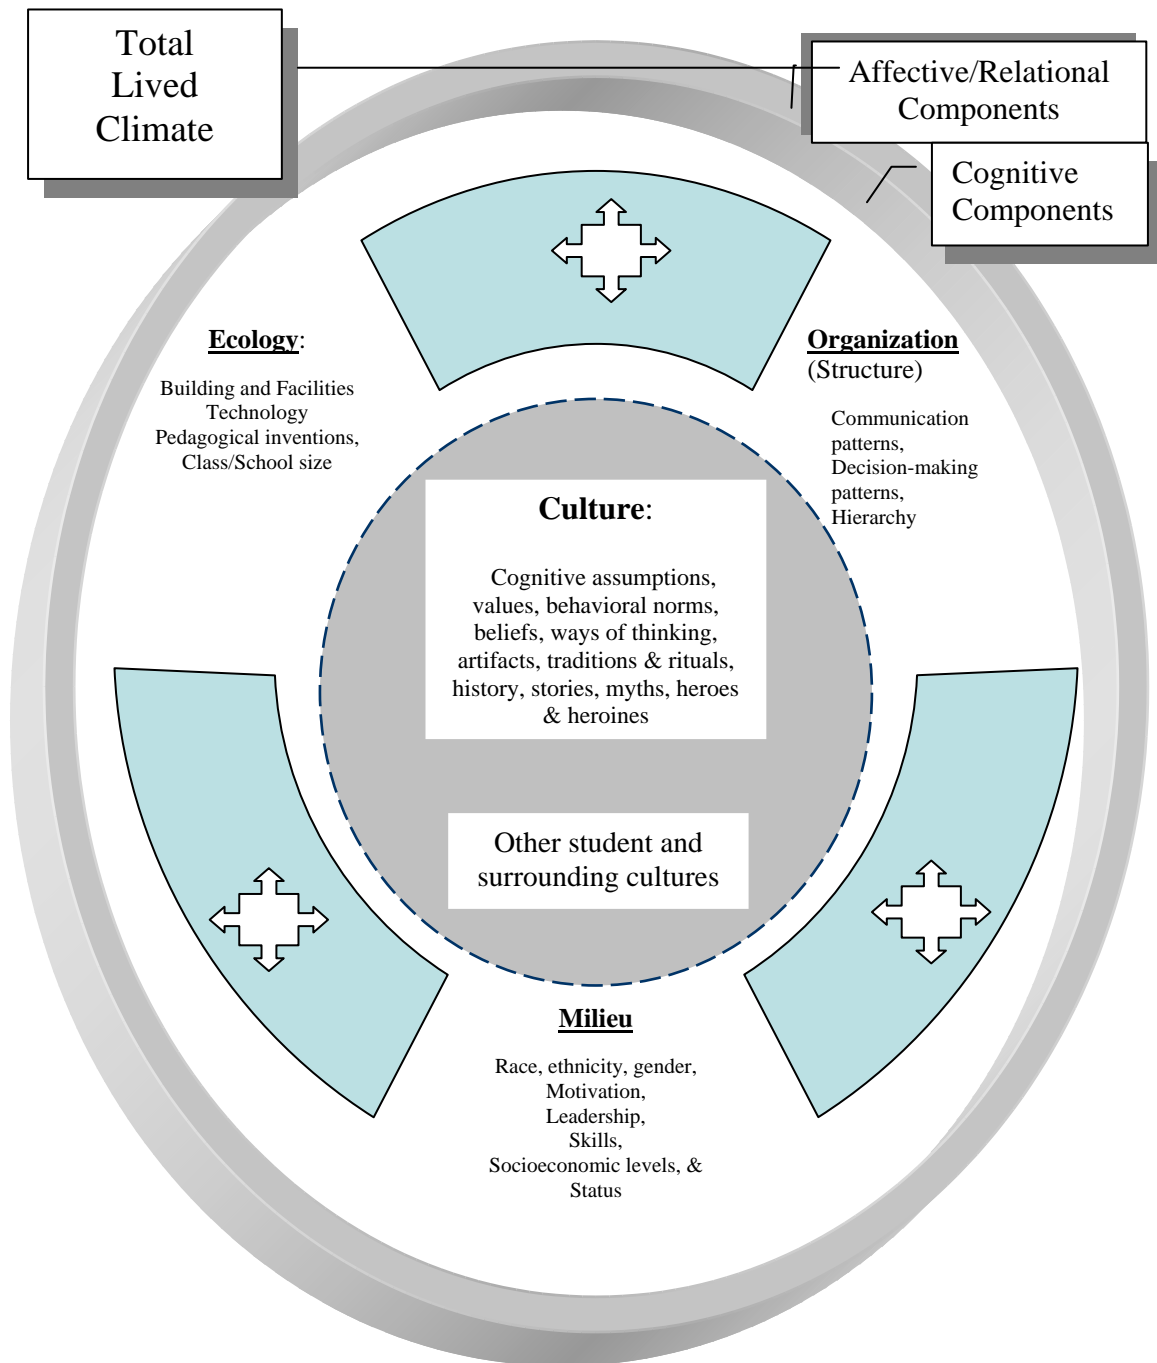 Total
Lived
Climate
Affective/Relational
Components
Cognitive
Components
Ecology:
Building and Facilities
Technology
Pedagogical inventions,
Class/School size
Organization
(Structure)
Communication
patterns,
Decision-making
patterns,
Hierarchy
Culture:
Cognitive assumptions,
values, behavioral norms,
beliefs, ways of thinking,
artifacts, traditions & rituals,
history, stories, myths, heroes
& heroines
Other student and
surrounding cultures
Milieu
Race, ethnicity, gender,
Motivation,
Leadership,
Skills,
Socioeconomic levels, &
Status